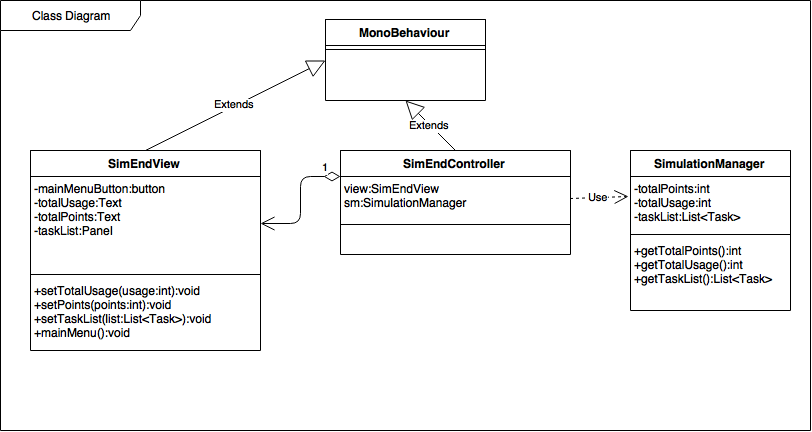 Class Diagram
MonoBehaviour
Extends
Extends
SimEndView
-mainMenuButton:button
-totalUsage:Text
-totalPoints:Text
-taskList:Panel
+setTotalUsage(usage:int):void
+setPoints(points:int):void
+setTaskList(list:List<Task>):void
+mainMenu():void
1
SimEndController
view:SimEndView
sm:SimulationManager
Use
SimulationManager
-totalPoints:int
-totalUsage:int
-taskList:List<Task>
+getTotalPoints():int
+getTotalUsage():int
+getTaskList():List<Task>